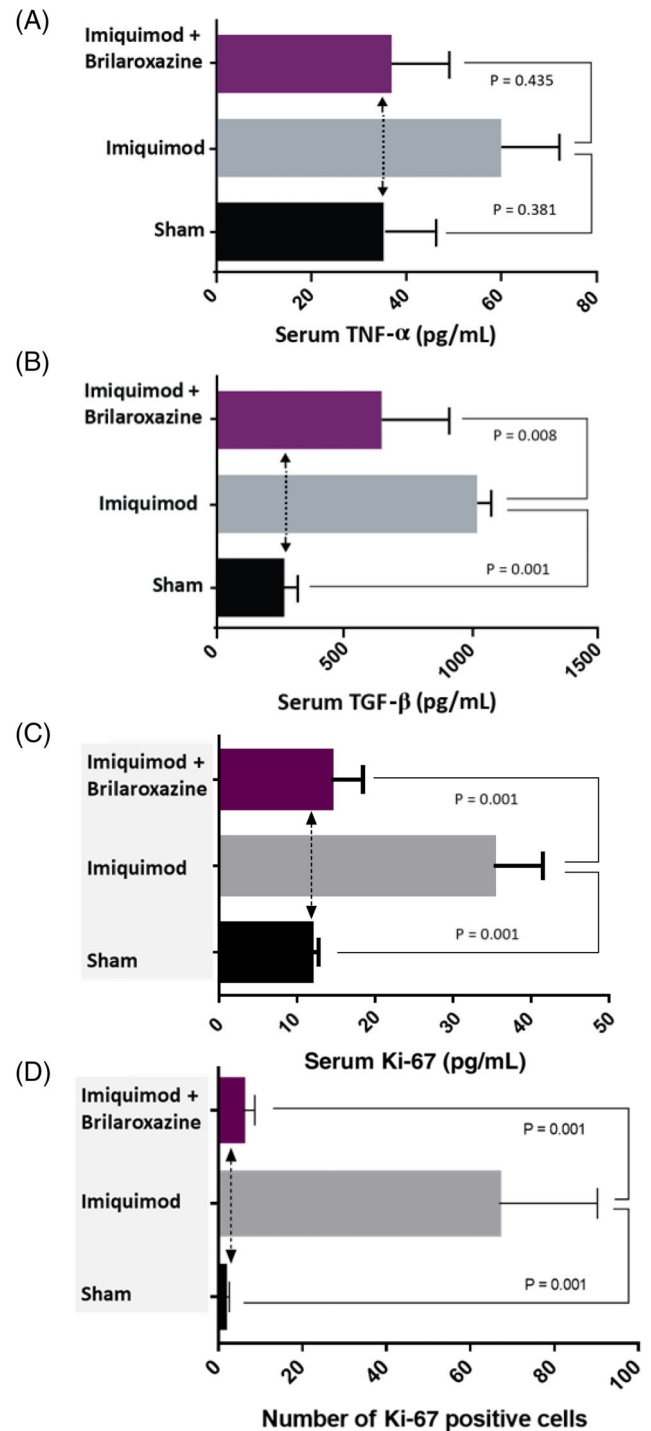 (A)
Imiquimod +
Brilaroxazine
P = 0.435
Imiquimod
P = 0.381
Sham
0 20 40 60 80
Serum TNF-α (pg/mL)
(B)
Imiquimod +
Brilaroxazine
P = 0.008
Imiquimod
P = 0.001
Sham
0 500 1000 1500
Serum TGF-β (pg/mL)
(C)
Imiquimod +
Brilaroxazine
P = 0.001
Imiquimod
P = 0.001
Sham
0 10 20 30 40 50
Serum Ki-67 (pg/mL)
(D)
Imiquimod +
Brilaroxazine
P = 0.001
Imiquimod
P = 0.001
Sham
0 20 40 60 80 100
Number of Ki-67 positive cells